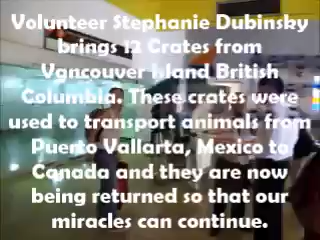 Volunteer Stephanie Dubinsky
brings 12 Crates from
Vancouver Island British
Columbia. These crates were
used to transport animals from
Puerto Vallarta, Mexico to
Canada and they are now
being returned so that our
miracles can continue.